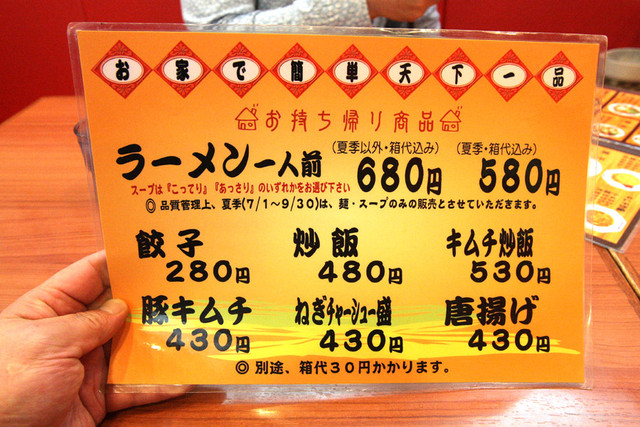 お家で簡単天下一品
お持ち帰り商品
ラーメン一人前 (夏季以外・箱代込み) 680円 (夏季・箱代込み) 580円
スープは『こってり』『あっさり』のいずれかをお選び下さい
◎ 品質管理上、夏季(7/1〜9/30)は、麺・スープのみの販売とさせていただきます。
餃子 炒飯 キムチ炒飯
280円 480円 530円
豚キムチ ねぎチャーシュー盛 唐揚げ
430円 430円 430円
◎ 別途、箱代30円かかります。